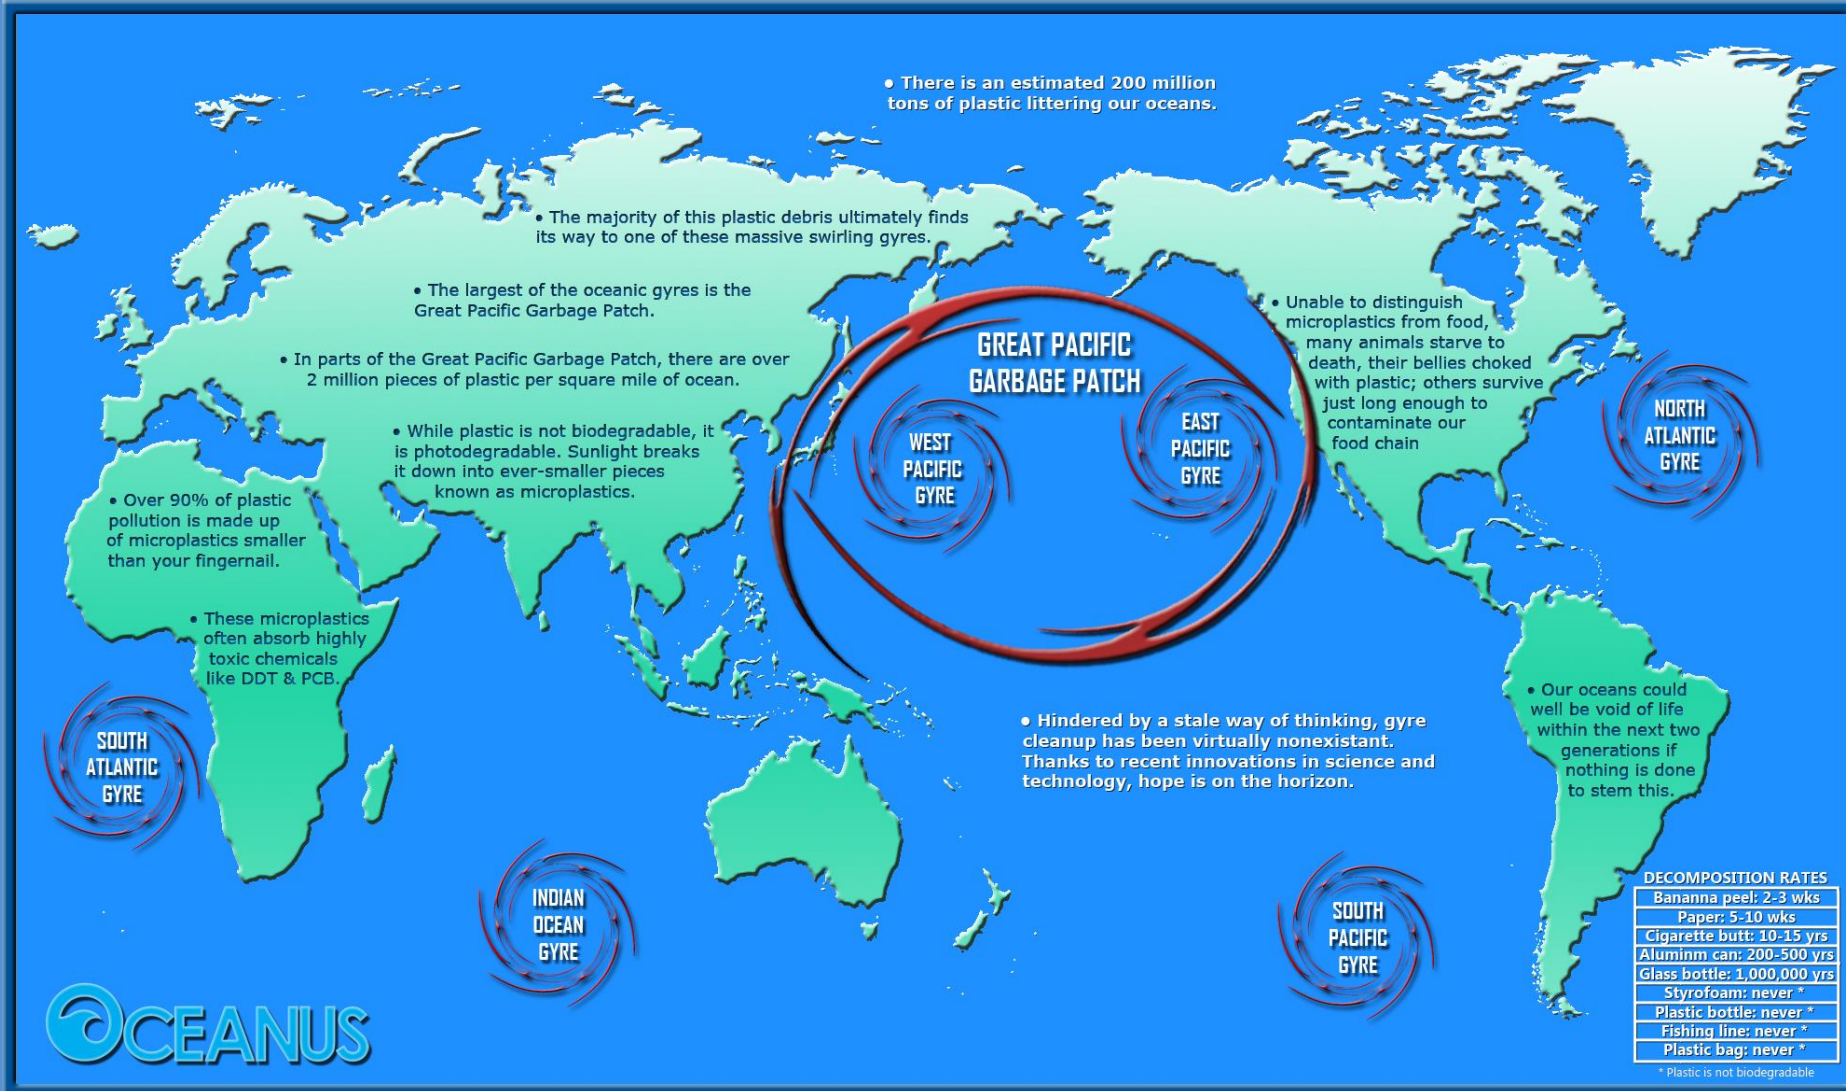 • There is an estimated 200 million
tons of plastic littering our oceans.
• The majority of this plastic debris ultimately finds
its way to one of these massive swirling gyres.
• The largest of the oceanic gyres is the
Great Pacific Garbage Patch.
• In parts of the Great Pacific Garbage Patch, there are over
2 million pieces of plastic per square mile of ocean.
• While plastic is not biodegradable, it
is photodegradable. Sunlight breaks
it down into ever-smaller pieces
known as microplastics.
• Over 90% of plastic
pollution is made up
of microplastics smaller
than your fingernail.
• These microplastics
often absorb highly
toxic chemicals
like DDT & PCB.
GREAT PACIFIC
GARBAGE PATCH
WEST
PACIFIC
GYRE
EAST
PACIFIC
GYRE
• Unable to distinguish
microplastics from food,
many animals starve to
death, their bellies choked
with plastic; others survive
just long enough to
contaminate our
food chain
NORTH
ATLANTIC
GYRE
SOUTH
ATLANTIC
GYRE
• Hindered by a stale way of thinking, gyre
cleanup has been virtually nonexistant.
Thanks to recent innovations in science and
technology, hope is on the horizon.
• Our oceans could
well be void of life
within the next two
generations if
nothing is done
to stem this.
INDIAN
OCEAN
GYRE
SOUTH
PACIFIC
GYRE
DECOMPOSITION RATES
Bananna peel: 2-3 wks
Paper: 5-10 wks
Cigarette butt: 10-15 yrs
Aluminm can: 200-500 yrs
Glass bottle: 1,000,000 yrs
Styrofoam: never *
Plastic bottle: never *
Fishing line: never *
Plastic bag: never *
* Plastic is not biodegradable
OCEANUS